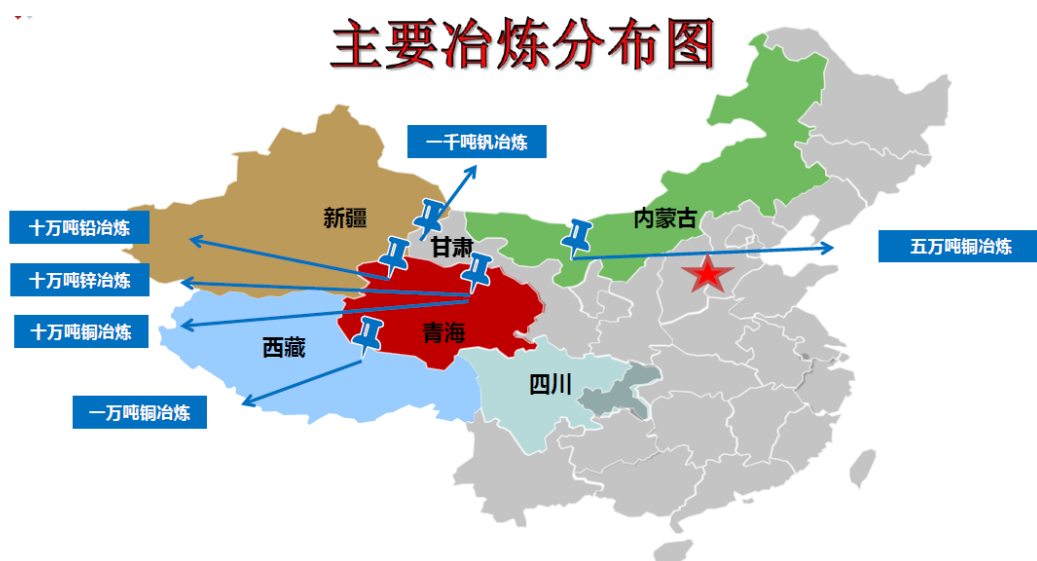 主要冶炼分布图
一千吨钒冶炼
新疆
内蒙古
十万吨铅冶炼
甘肃
五万吨铜冶炼
十万吨锌冶炼
十万吨铜冶炼
青海
西藏
四川
一万吨铜冶炼